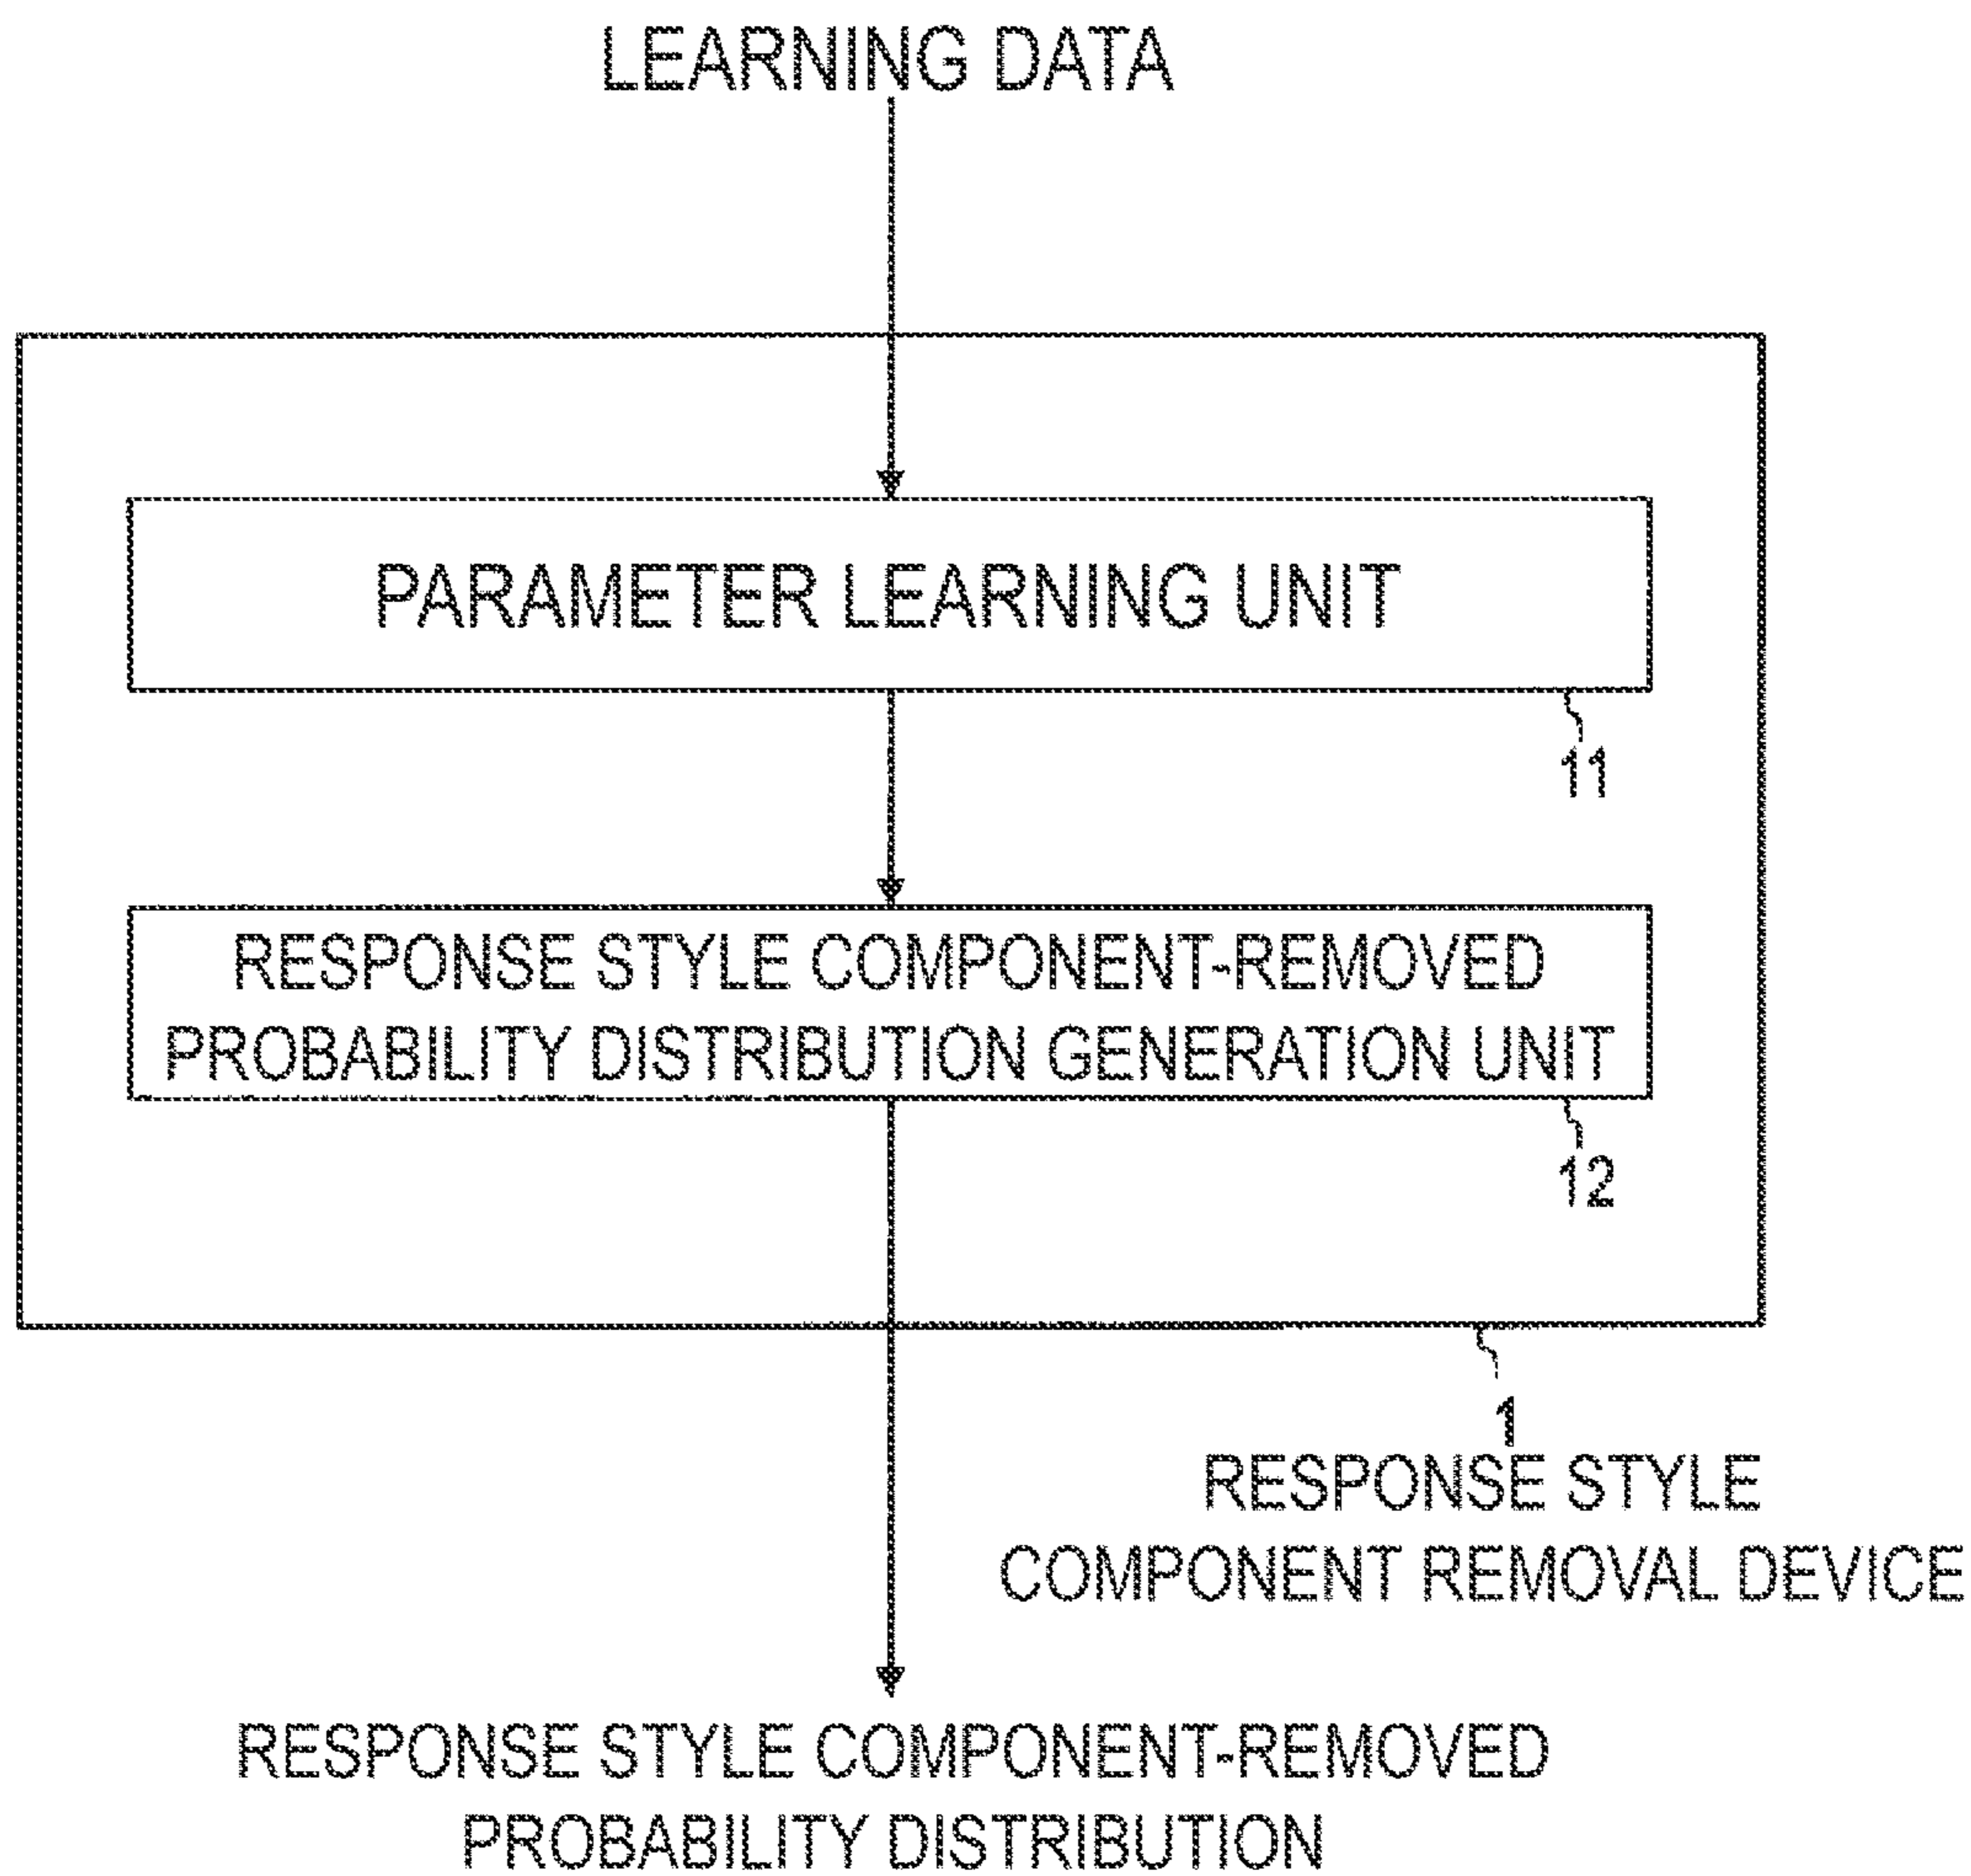 LEARNING DATA
PARAMETER LEARNING UNIT
11
RESPONSE STYLE COMPONENT-REMOVED
PROBABILITY DISTRIBUTION GENERATION UNIT
12
1
RESPONSE STYLE
COMPONENT REMOVAL DEVICE
RESPONSE STYLE COMPONENT-REMOVED
PROBABILITY DISTRIBUTION